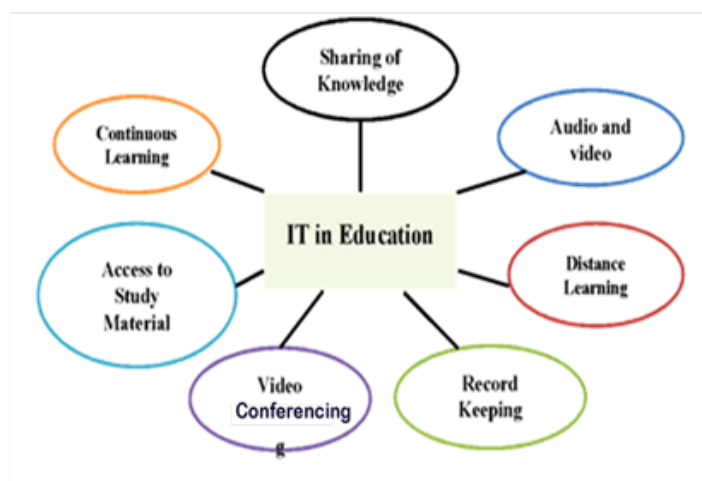 Sharing of
Knowledge
Audio and
video
Continuous
Learning
IT in Education
Distance
Learning
Access to
Study
Material
Video
Conferencing
g
Record
Keeping